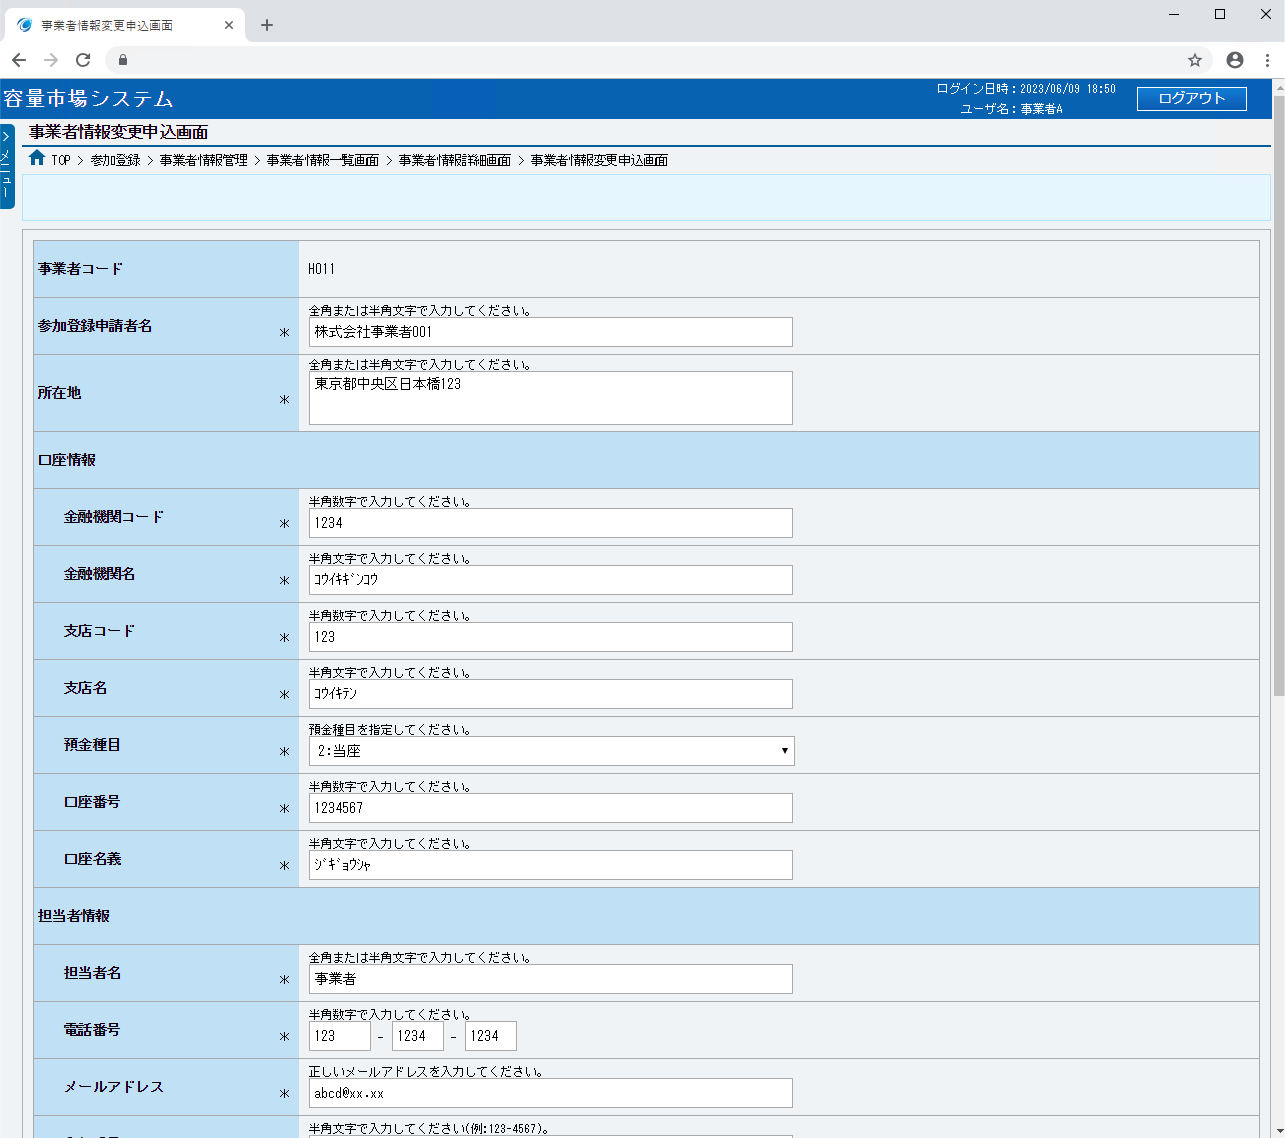 事業者情報変更申込画面
容量市場システム
ログイン日時：2023/06/09 18:50
ユーザ名：事業者A
ログアウト
メニュー
事業者情報変更申込画面
TOP > 参加登録 > 事業者情報管理 > 事業者情報一覧画面 > 事業者情報詳細画面 > 事業者情報変更申込画面
事業者コード
H011
全角または半角文字で入力してください。
参加登録申請者名 *
株式会社事業者001
全角または半角文字で入力してください。
所在地 *
東京都中央区日本橋123
口座情報
半角数字で入力してください。
金融機関コード *
1234
半角文字で入力してください。
金融機関名 *
ｺｳｲｷｷﾞﾝｺｳ
半角数字で入力してください。
支店コード *
123
半角文字で入力してください。
支店名 *
ｺｳｲｷﾃﾝ
預金種目を指定してください。
預金種目 *
2:当座
半角数字で入力してください。
口座番号 *
1234567
半角文字で入力してください。
口座名義 *
ｼﾞｷﾞｮｳｼｬ
担当者情報
全角または半角文字で入力してください。
担当者名 *
事業者
半角数字で入力してください。
電話番号 *
123 - 1234 - 1234
正しいメールアドレスを入力してください。
メールアドレス *
abcd@xx.xx
半角文字で入力してください(例:123-4567)。